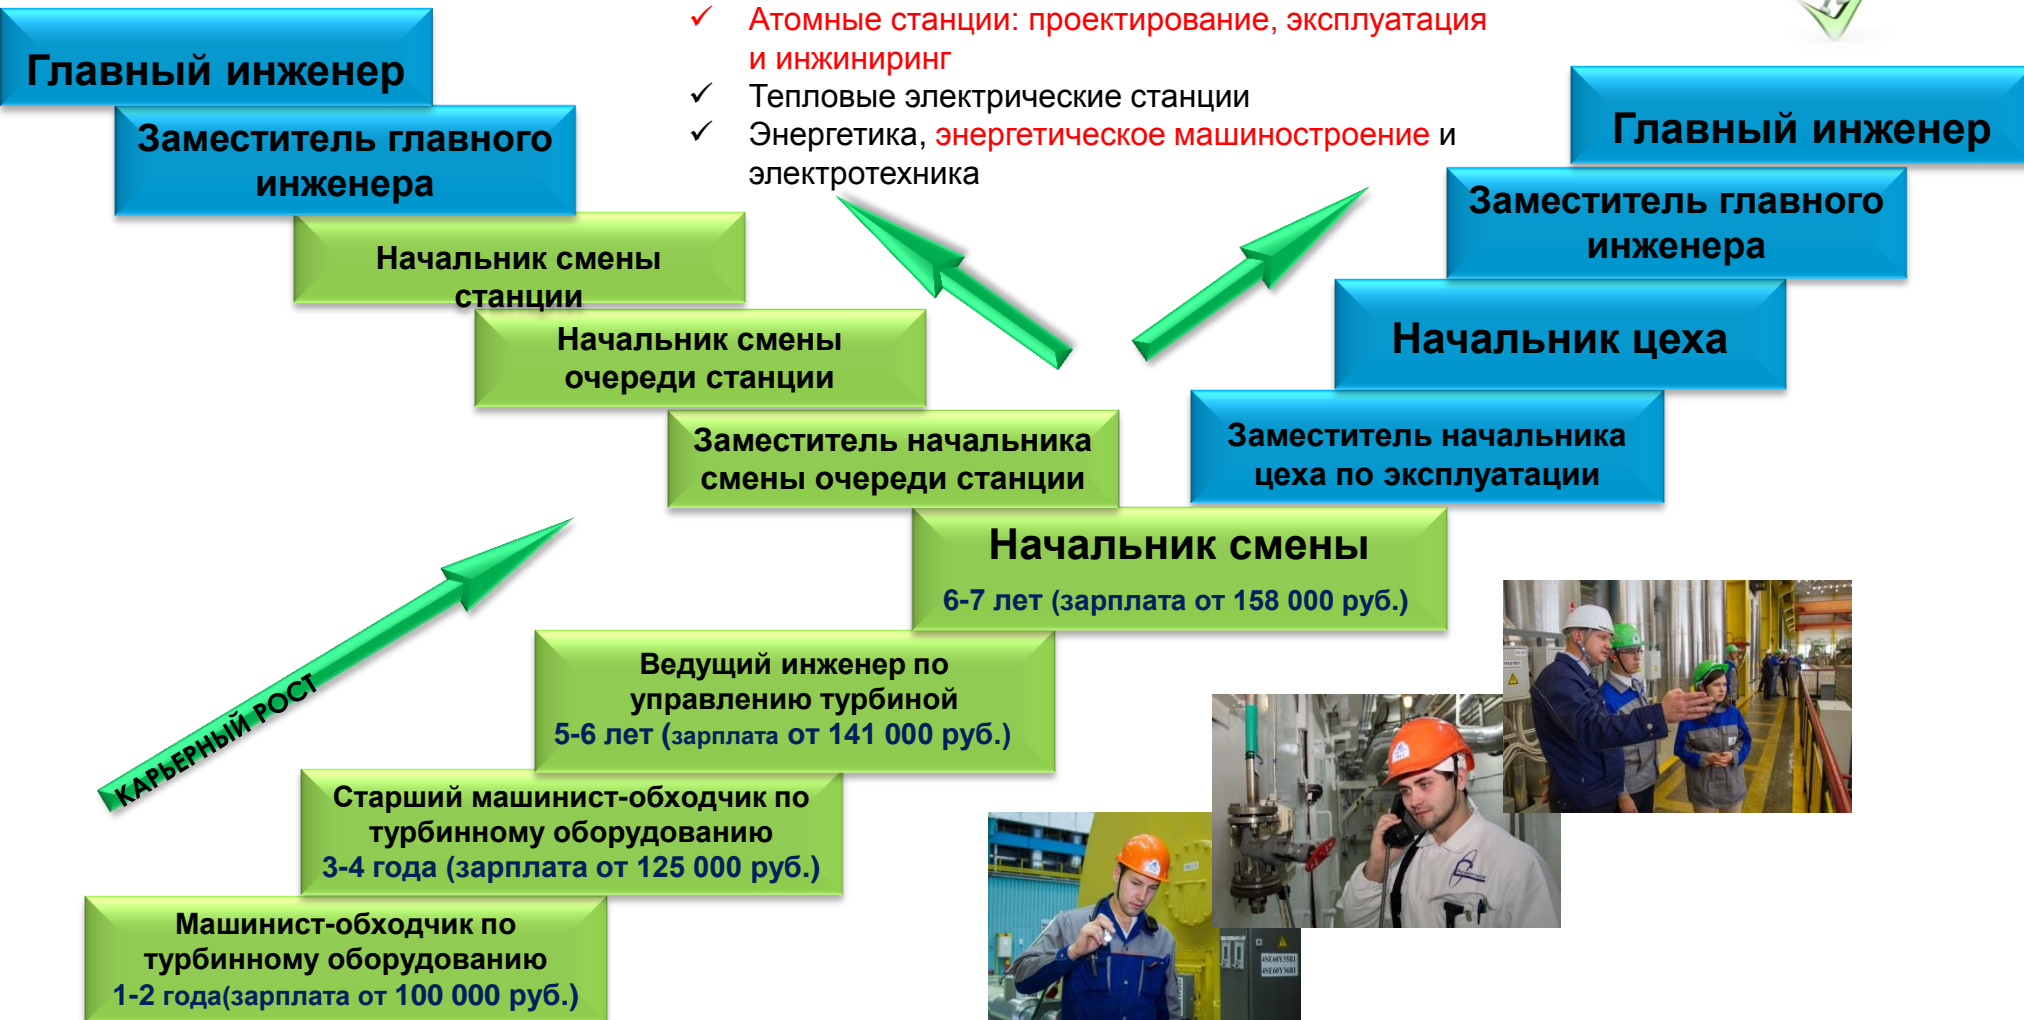 Атомные станции: проектирование, эксплуатация
и инжиниринг
Тепловые электрические станции
Энергетика, энергетическое машиностроение и
электротехника
Главный инженер
Заместитель главного
инженера
Начальник смены
станции
Начальник смены
очереди станции
Заместитель начальника
смены очереди станции
Главный инженер
Заместитель главного
инженера
Начальник цеха
Заместитель начальника
цеха по эксплуатации
Начальник смены
6-7 лет (зарплата от 158 000 руб.)
Ведущий инженер по
управлению турбиной
5-6 лет (зарплата от 141 000 руб.)
КАРЬЕРНЫЙ РОСТ
Старший машинист-обходчик по
турбинному оборудованию
3-4 года (зарплата от 125 000 руб.)
Машинист-обходчик по
турбинному оборудованию
1-2 года(зарплата от 100 000 руб.)
4SE60Y35B1
4SE60Y36B1